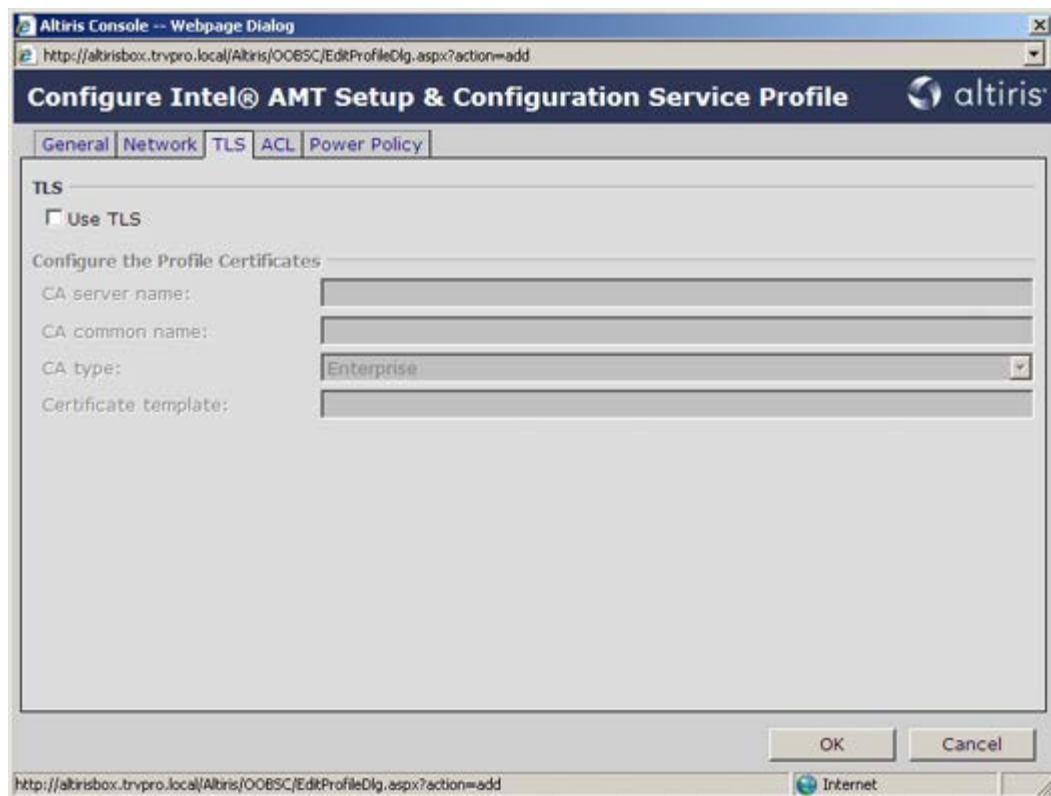 Altiris Console -- Webpage Dialog
http://altirisbox.trvpro.local/Altiris/OOBSC/EditProfileDlg.aspx?action=add
Configure Intel® AMT Setup & Configuration Service Profile
altiris
General Network TLS ACL Power Policy
TLS
Use TLS
Configure the Profile Certificates
CA server name:
CA common name:
CA type: Enterprise
Certificate template:
OK Cancel
http://altirisbox.trvpro.local/Altiris/OOBSC/EditProfileDlg.aspx?action=add Internet